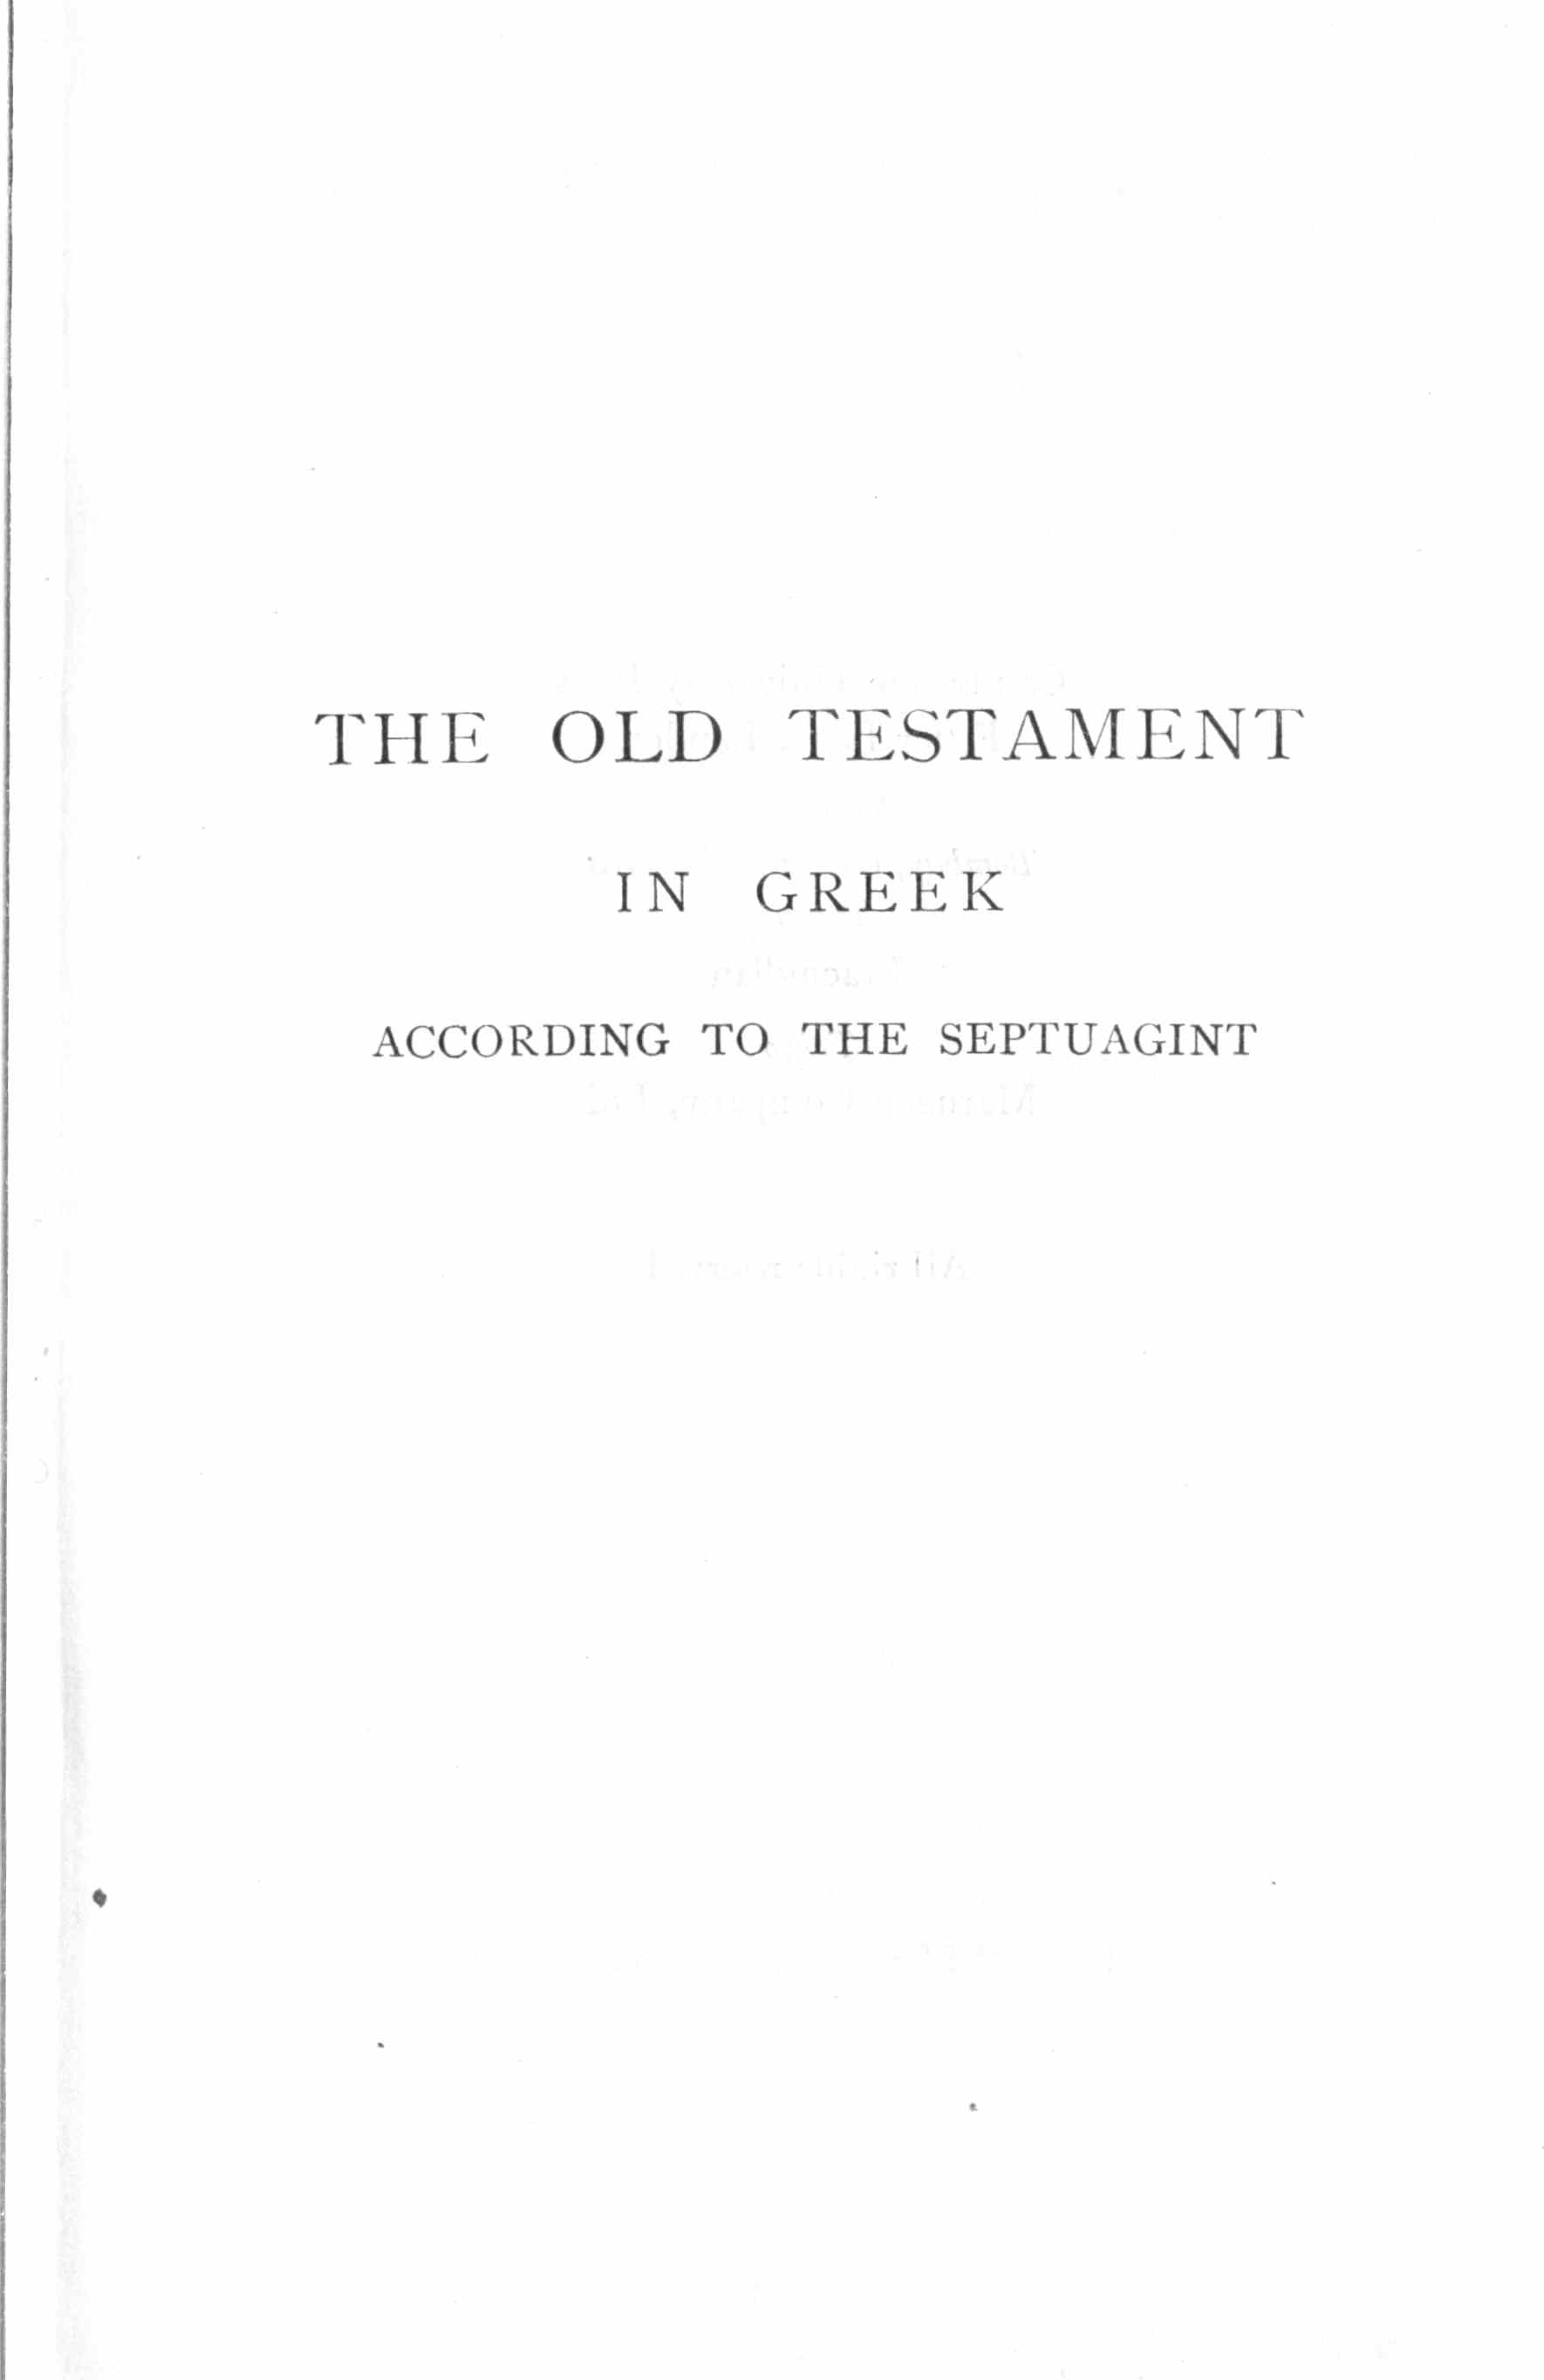 THE OLD TESTAMENT
IN GREEK
ACCORDING TO THE SEPTUAGINT